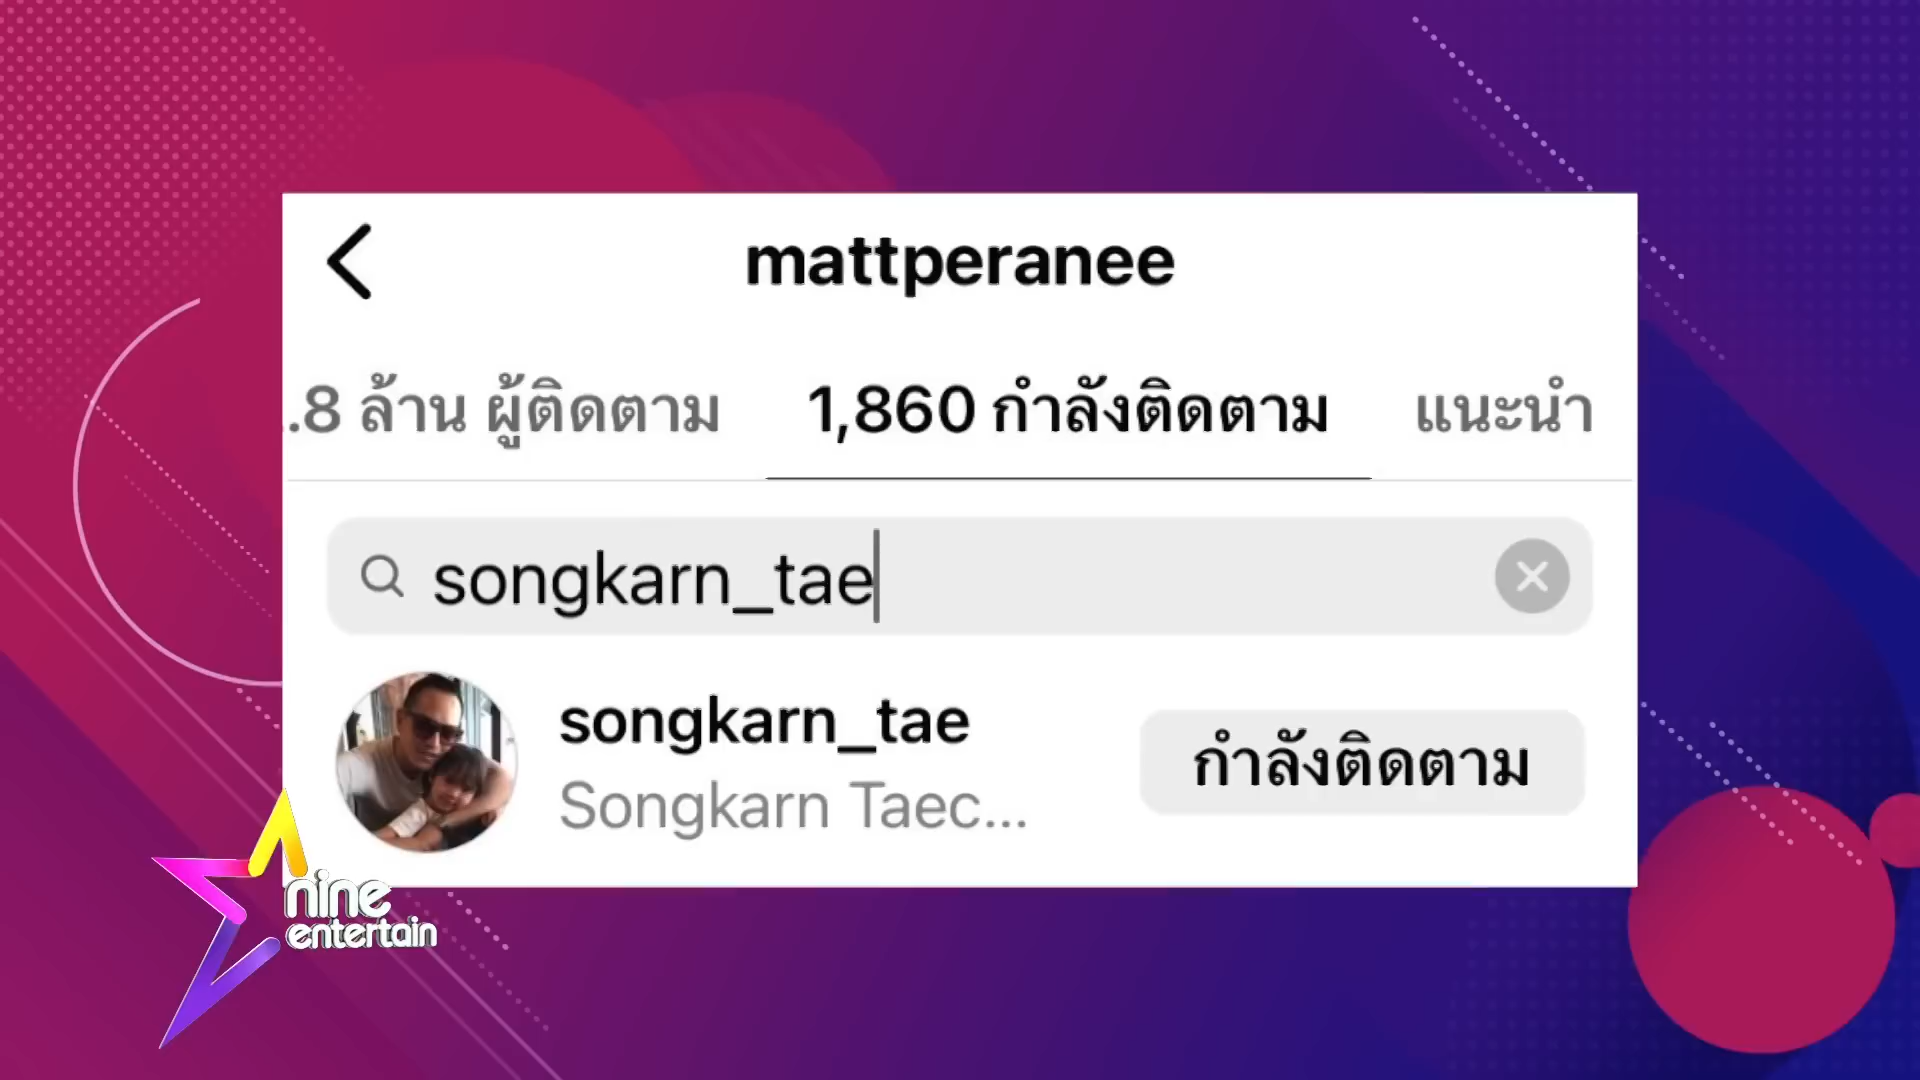 mattperanee
.8 ล้าน ผู้ติดตาม 1,860 กำลังติดตาม แนะนำ
songkarn_tae
songkarn_tae
Songkarn Taec...
กำลังติดตาม
nine
entertain